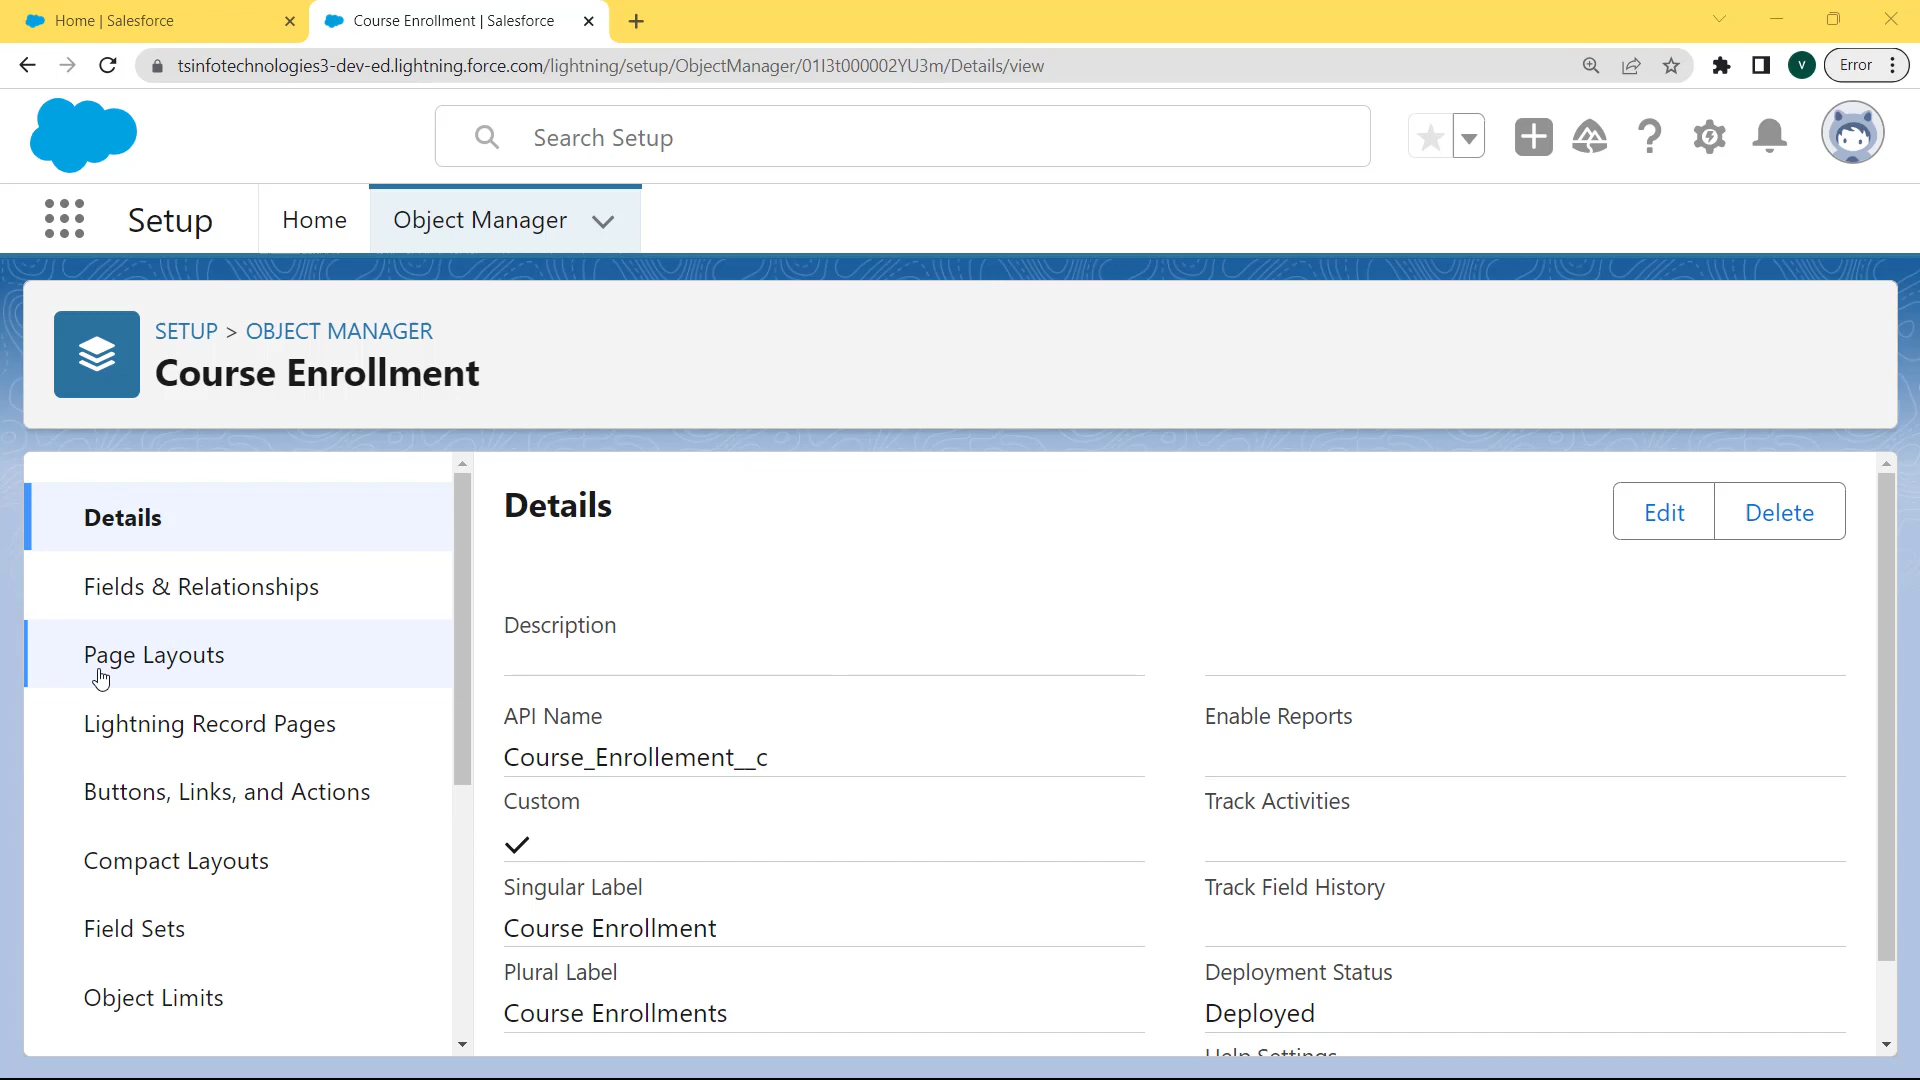 Home | Salesforce
Course Enrollment | Salesforce
tsinfotechnologies3-dev-ed.lightning.force.com/lightning/setup/ObjectManager/01I3t000002YU3m/Details/view
V
Error
Search Setup
Setup
Home
Object Manager
SETUP > OBJECT MANAGER
Course Enrollment
Details
Fields & Relationships
Page Layouts
Lightning Record Pages
Buttons, Links, and Actions
Compact Layouts
Field Sets
Object Limits
Details
Edit
Delete
Description
API Name
Course_Enrollement__c
Custom
Singular Label
Course Enrollment
Plural Label
Course Enrollments
Enable Reports
Track Activities
Track Field History
Deployment Status
Deployed
Help Settings